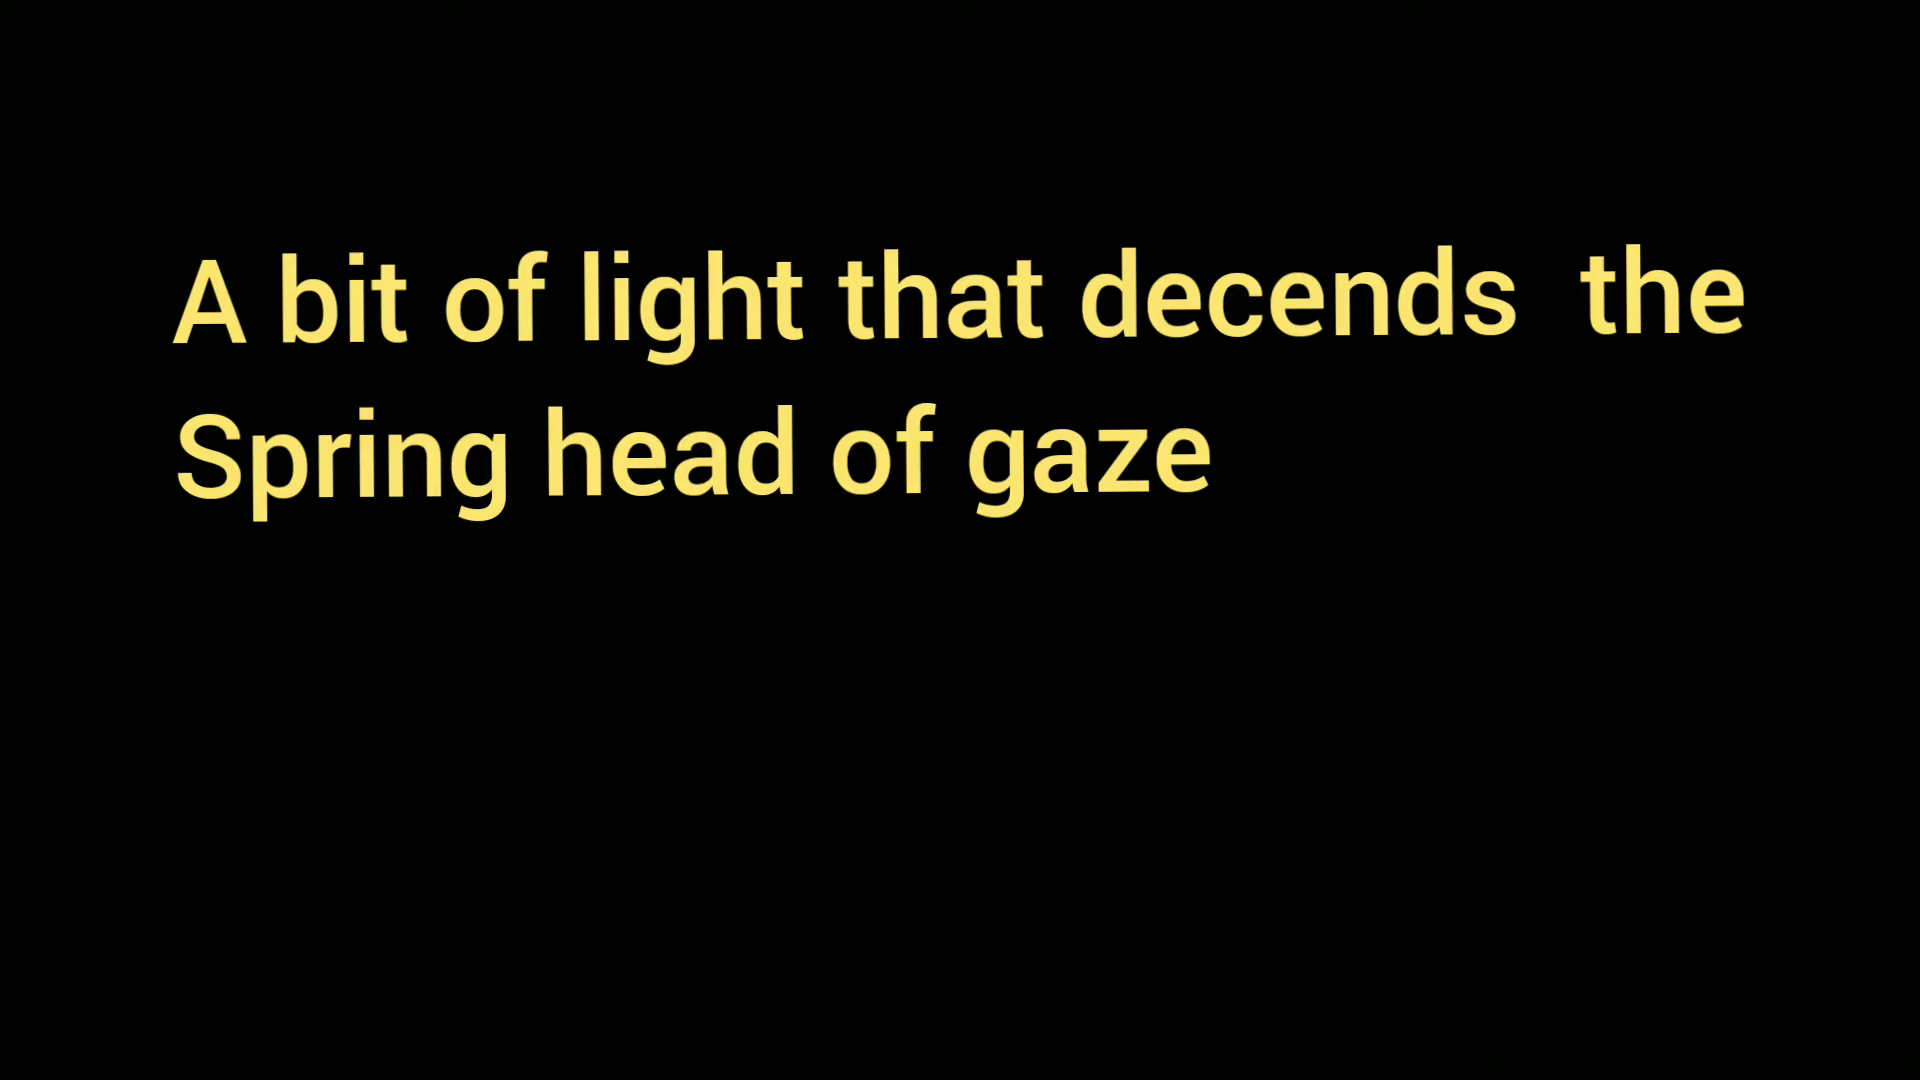 A bit of light that decends  the
Spring head of gaze